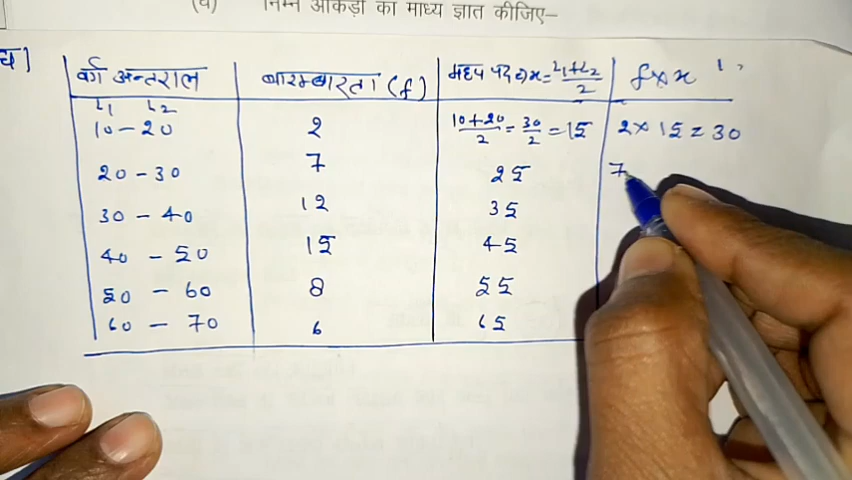 (व) निम्न आंकड़ों का माध्य ज्ञात कीजिए–
वर्ग अन्तराल बारम्बारता (f) मध्य पद x = L1+L2/2 f×x
L1 L2
10-20 2 10+20/2 = 30/2 = 15 2×15=30
20-30 7 25 7
30-40 12 35
40-50 15 45
50-60 8 55
60-70 6 65